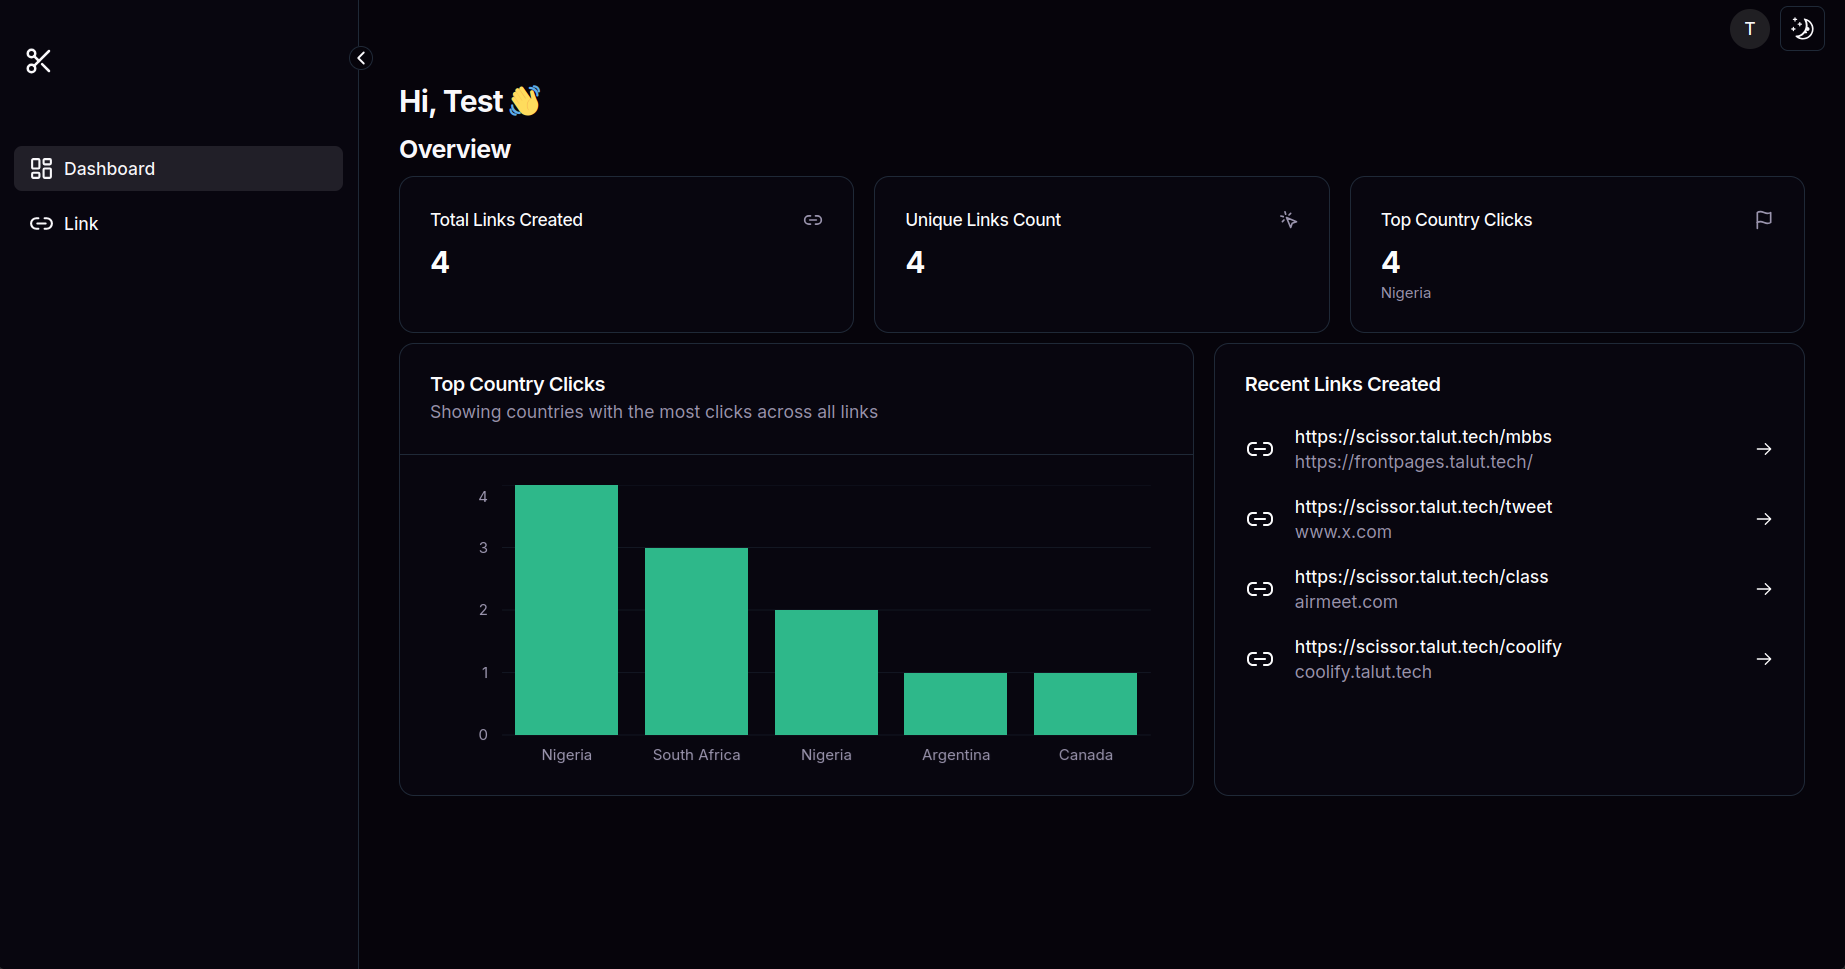 T
Hi, Test👋
Overview
Dashboard
Link
Total Links Created
4
Unique Links Count
4
Top Country Clicks
4
Nigeria
Top Country Clicks
Showing countries with the most clicks across all links
4
3
2
1
0
Nigeria South Africa Nigeria Argentina Canada
Recent Links Created
https://scissor.talut.tech/mbbs
https://frontpages.talut.tech/
https://scissor.talut.tech/tweet
www.x.com
https://scissor.talut.tech/class
airmeet.com
https://scissor.talut.tech/coolify
coolify.talut.tech